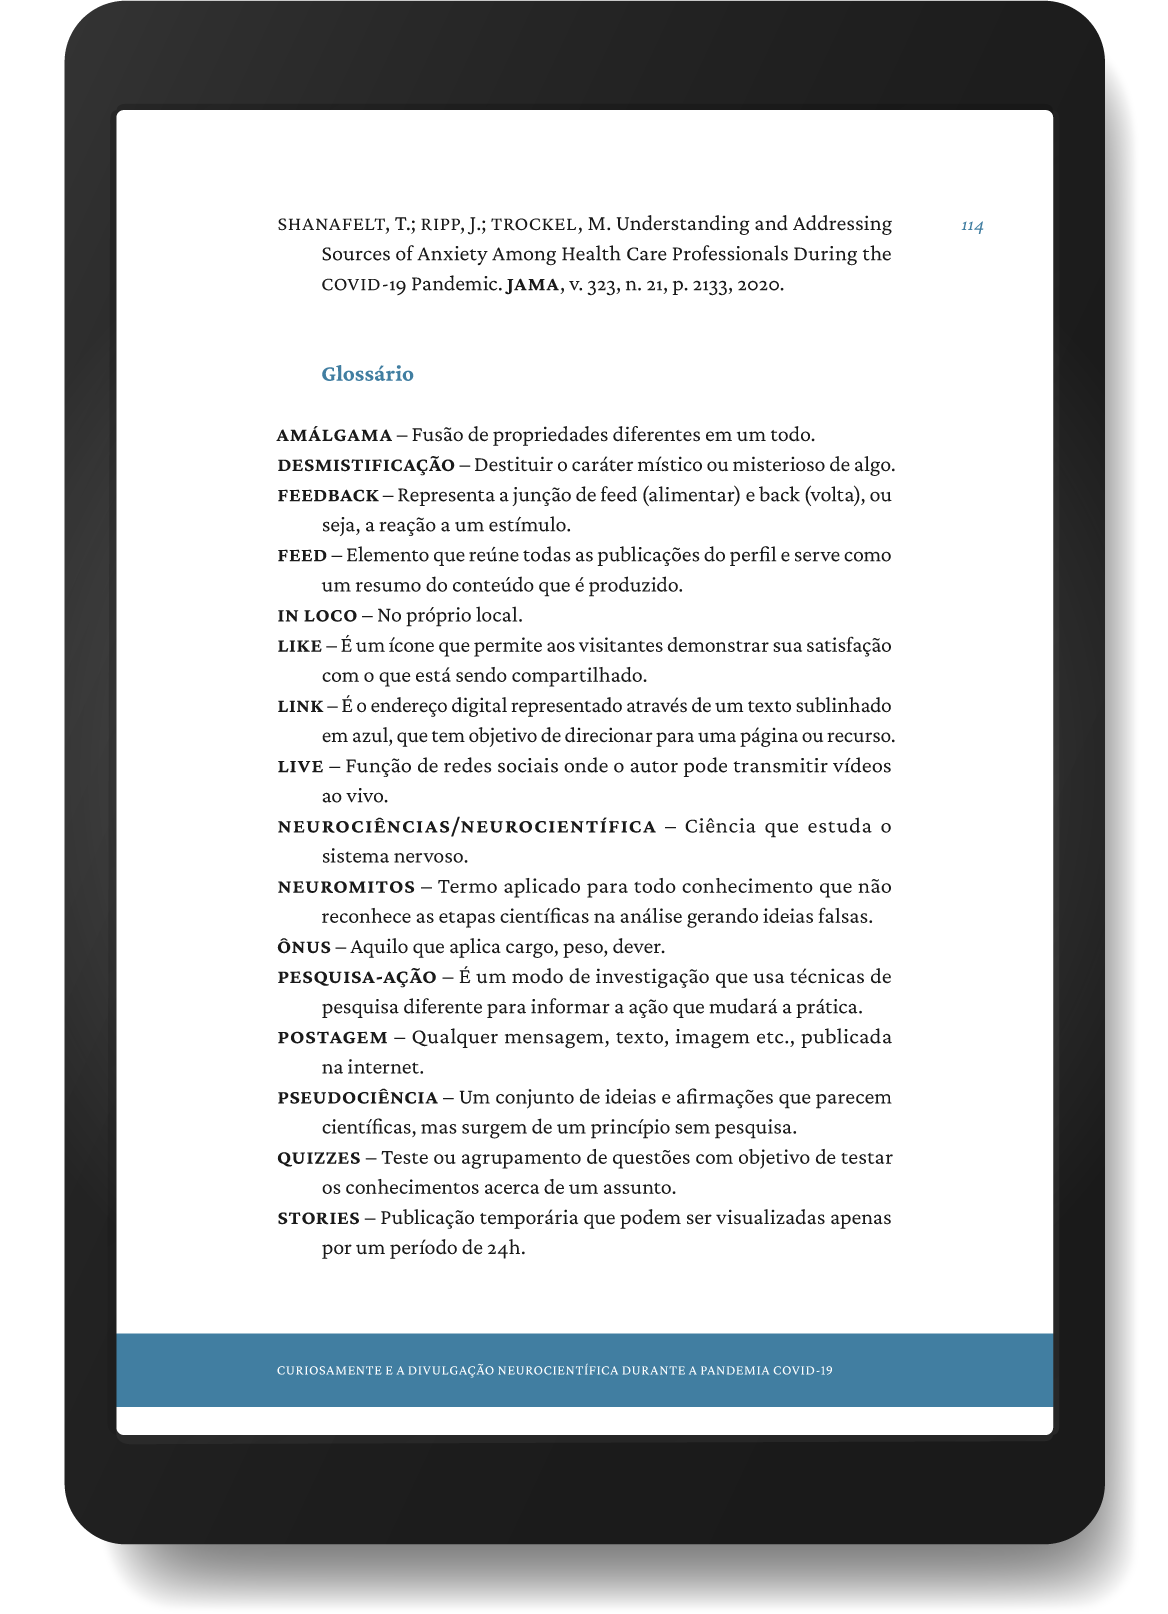 SHANAFELT, T.; RIPP, J.; TROCKEL, M. Understanding and Addressing
114
Sources of Anxiety Among Health Care Professionals During the
COVID-19 Pandemic. JAMA, v. 323, n. 21, p. 2133, 2020.
Glossário
AMÁLGAMA – Fusão de propriedades diferentes em um todo.
DESMISTIFICAÇÃO – Destituir o caráter místico ou misterioso de algo.
FEEDBACK – Representa a junção de feed (alimentar) e back (volta), ou
seja, a reação a um estímulo.
FEED – Elemento que reúne todas as publicações do perfil e serve como
um resumo do conteúdo que é produzido.
IN LOCO – No próprio local.
LIKE – É um ícone que permite aos visitantes demonstrar sua satisfação
com o que está sendo compartilhado.
LINK – É o endereço digital representado através de um texto sublinhado
em azul, que tem objetivo de direcionar para uma página ou recurso.
LIVE – Função de redes sociais onde o autor pode transmitir vídeos
ao vivo.
NEUROCIÊNCIAS/NEUROCIENTÍFICA – Ciência que estuda o
sistema nervoso.
NEUROMITOS – Termo aplicado para todo conhecimento que não
reconhece as etapas científicas na análise gerando ideias falsas.
ÔNUS – Aquilo que aplica cargo, peso, dever.
PESQUISA-AÇÃO – É um modo de investigação que usa técnicas de
pesquisa diferente para informar a ação que mudará a prática.
POSTAGEM – Qualquer mensagem, texto, imagem etc., publicada
na internet.
PSEUDOCIÊNCIA – Um conjunto de ideias e afirmações que parecem
científicas, mas surgem de um princípio sem pesquisa.
QUIZZES – Teste ou agrupamento de questões com objetivo de testar
os conhecimentos acerca de um assunto.
STORIES – Publicação temporária que podem ser visualizadas apenas
por um período de 24h.
CURIOSAMENTE E A DIVULGAÇÃO NEUROCIENTÍFICA DURANTE A PANDEMIA COVID-19